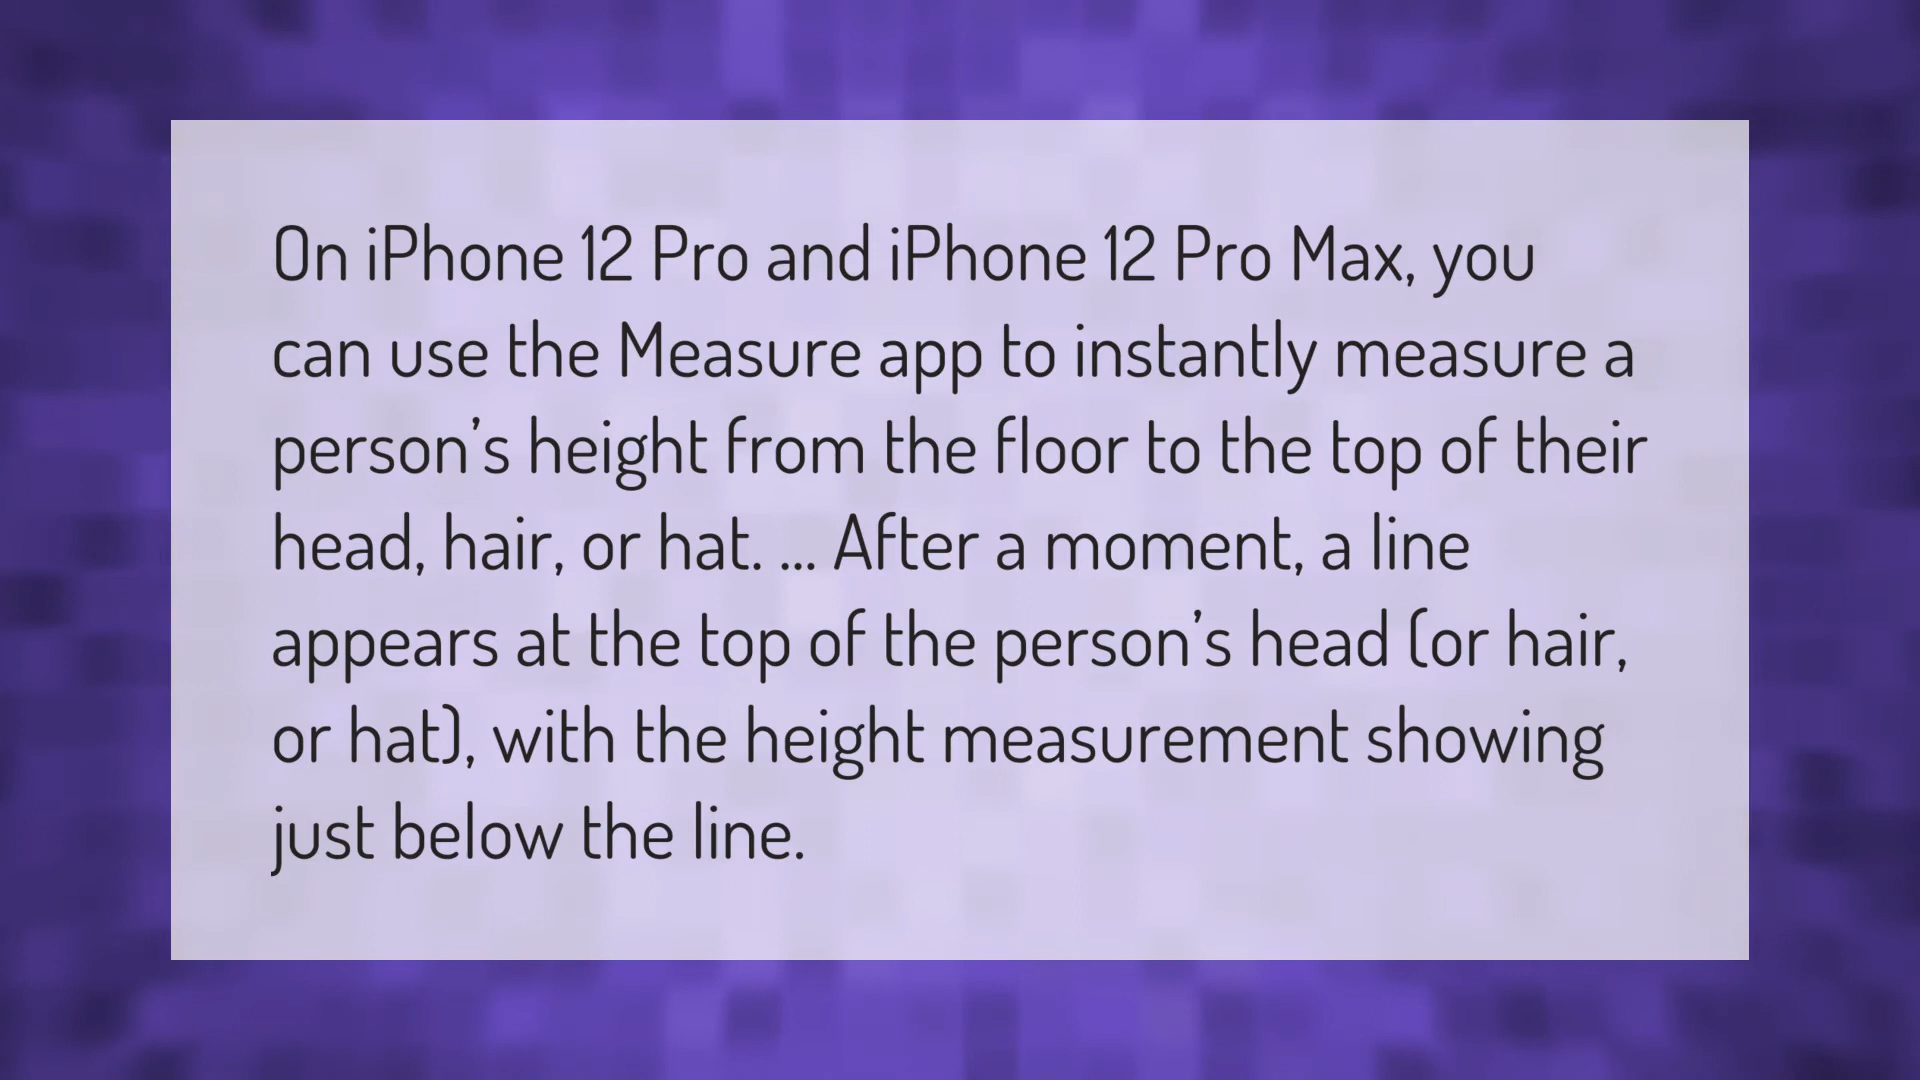 On iPhone 12 Pro and iPhone 12 Pro Max, you
can use the Measure app to instantly measure a
person’s height from the floor to the top of their
head, hair, or hat. ... After a moment, a line
appears at the top of the person’s head (or hair,
or hat), with the height measurement showing
just below the line.